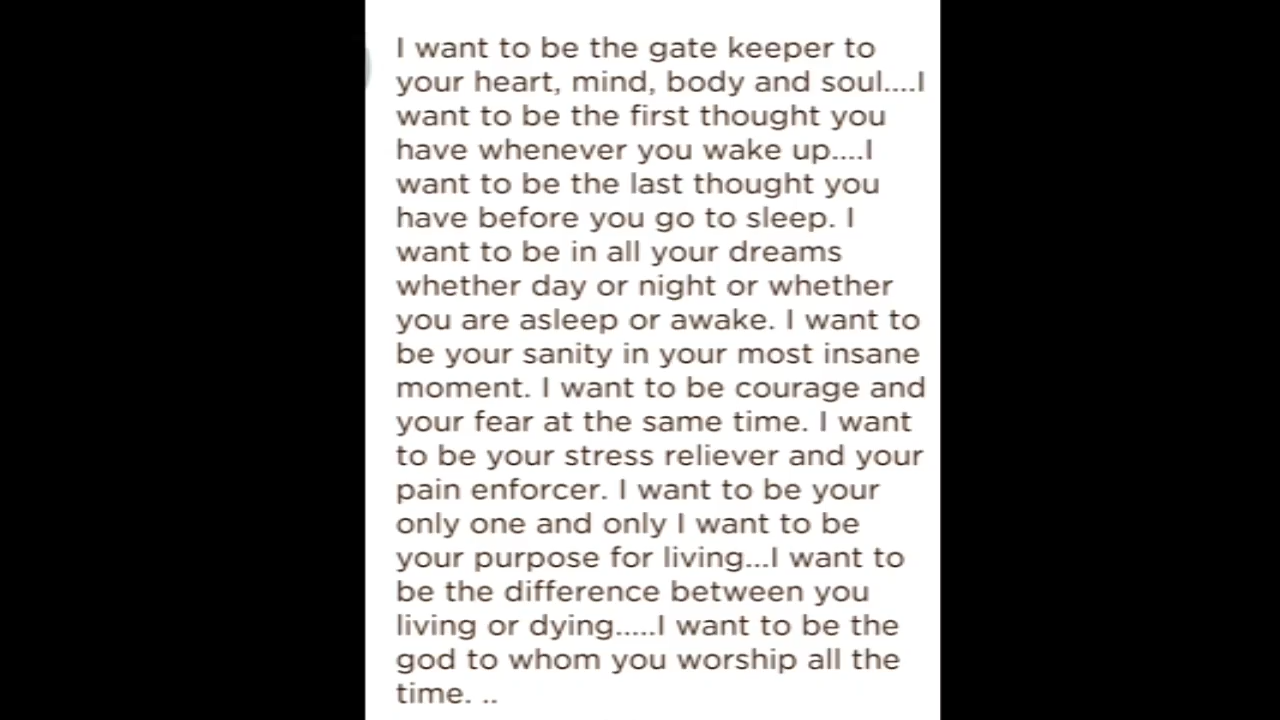 I want to be the gate keeper to
your heart, mind, body and soul....I
want to be the first thought you
have whenever you wake up....I
want to be the last thought you
have before you go to sleep. I
want to be in all your dreams
whether day or night or whether
you are asleep or awake. I want to
be your sanity in your most insane
moment. I want to be courage and
your fear at the same time. I want
to be your stress reliever and your
pain enforcer. I want to be your
only one and only I want to be
your purpose for living...I want to
be the difference between you
living or dying.....I want to be the
god to whom you worship all the
time. ..